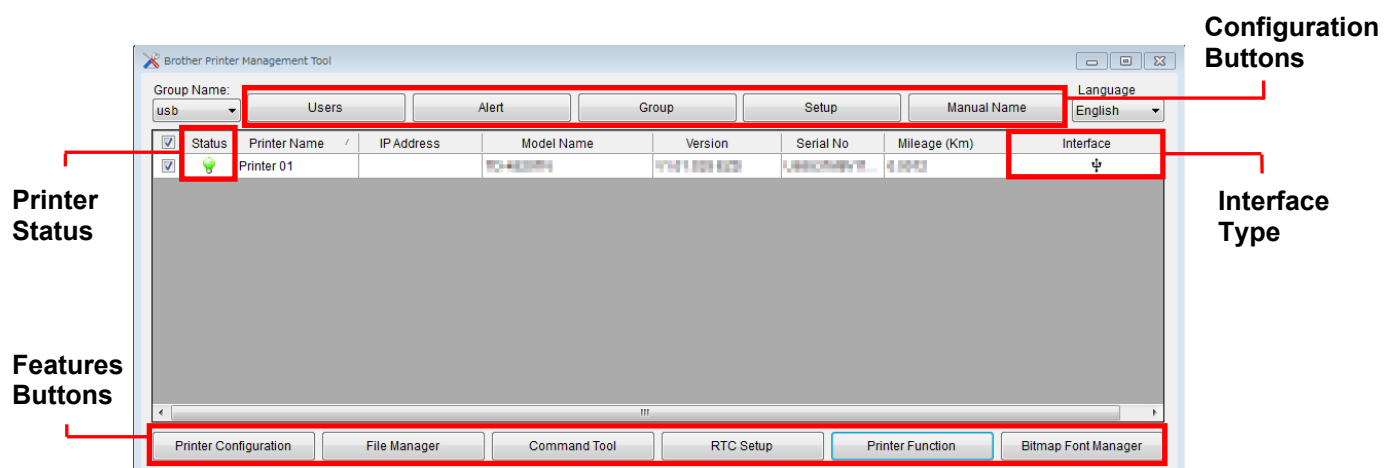 Configuration
Buttons
Brother Printer Management Tool
Group Name:
Language
usb
Users
Alert
Group
Setup
Manual Name
English
Status
Printer Name
IP Address
Model Name
Version
Serial No
Mileage (Km)
Interface
Printer 01
Printer
Status
Interface
Type
Features
Buttons
Printer Configuration
File Manager
Command Tool
RTC Setup
Printer Function
Bitmap Font Manager